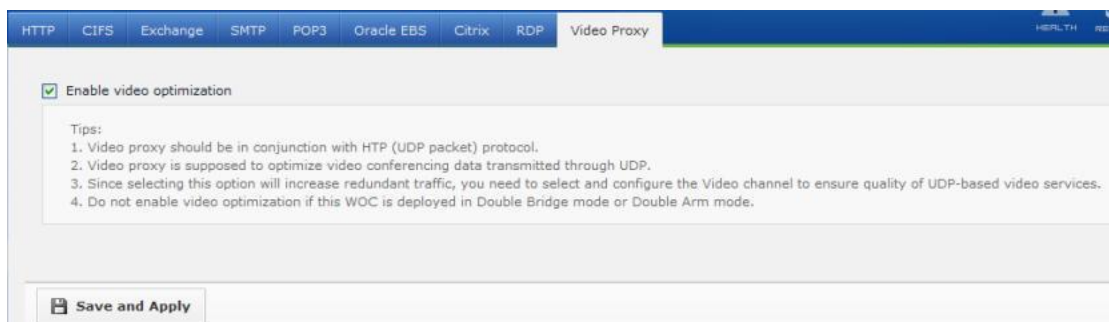 HTTP CIFS Exchange SMTP POP3 Oracle EBS Citrix RDP Video Proxy
HEALTH
Enable video optimization
Tips:
1. Video proxy should be in conjunction with HTP (UDP packet) protocol.
2. Video proxy is supposed to optimize video conferencing data transmitted through UDP.
3. Since selecting this option will increase redundant traffic, you need to select and configure the Video channel to ensure quality of UDP-based video services.
4. Do not enable video optimization if this WOC is deployed in Double Bridge mode or Double Arm mode.
Save and Apply